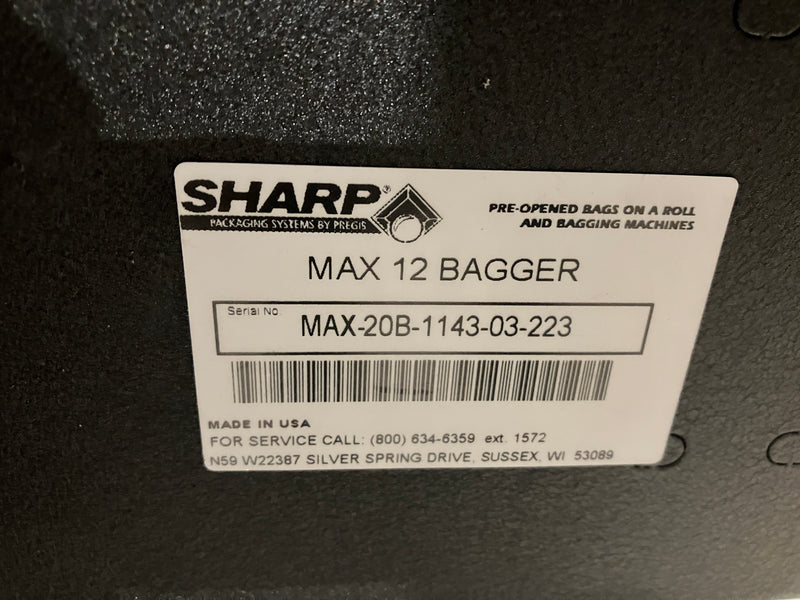 SHARP®
PACKAGING SYSTEMS BY PREGIS
PRE-OPENED BAGS ON A ROLL
AND BAGGING MACHINES
MAX 12 BAGGER
Serial No.
MAX-20B-1143-03-223
MADE IN USA
FOR SERVICE CALL: (800) 634-6359 ext. 1572
N59 W22387 SILVER SPRING DRIVE, SUSSEX, WI 53089